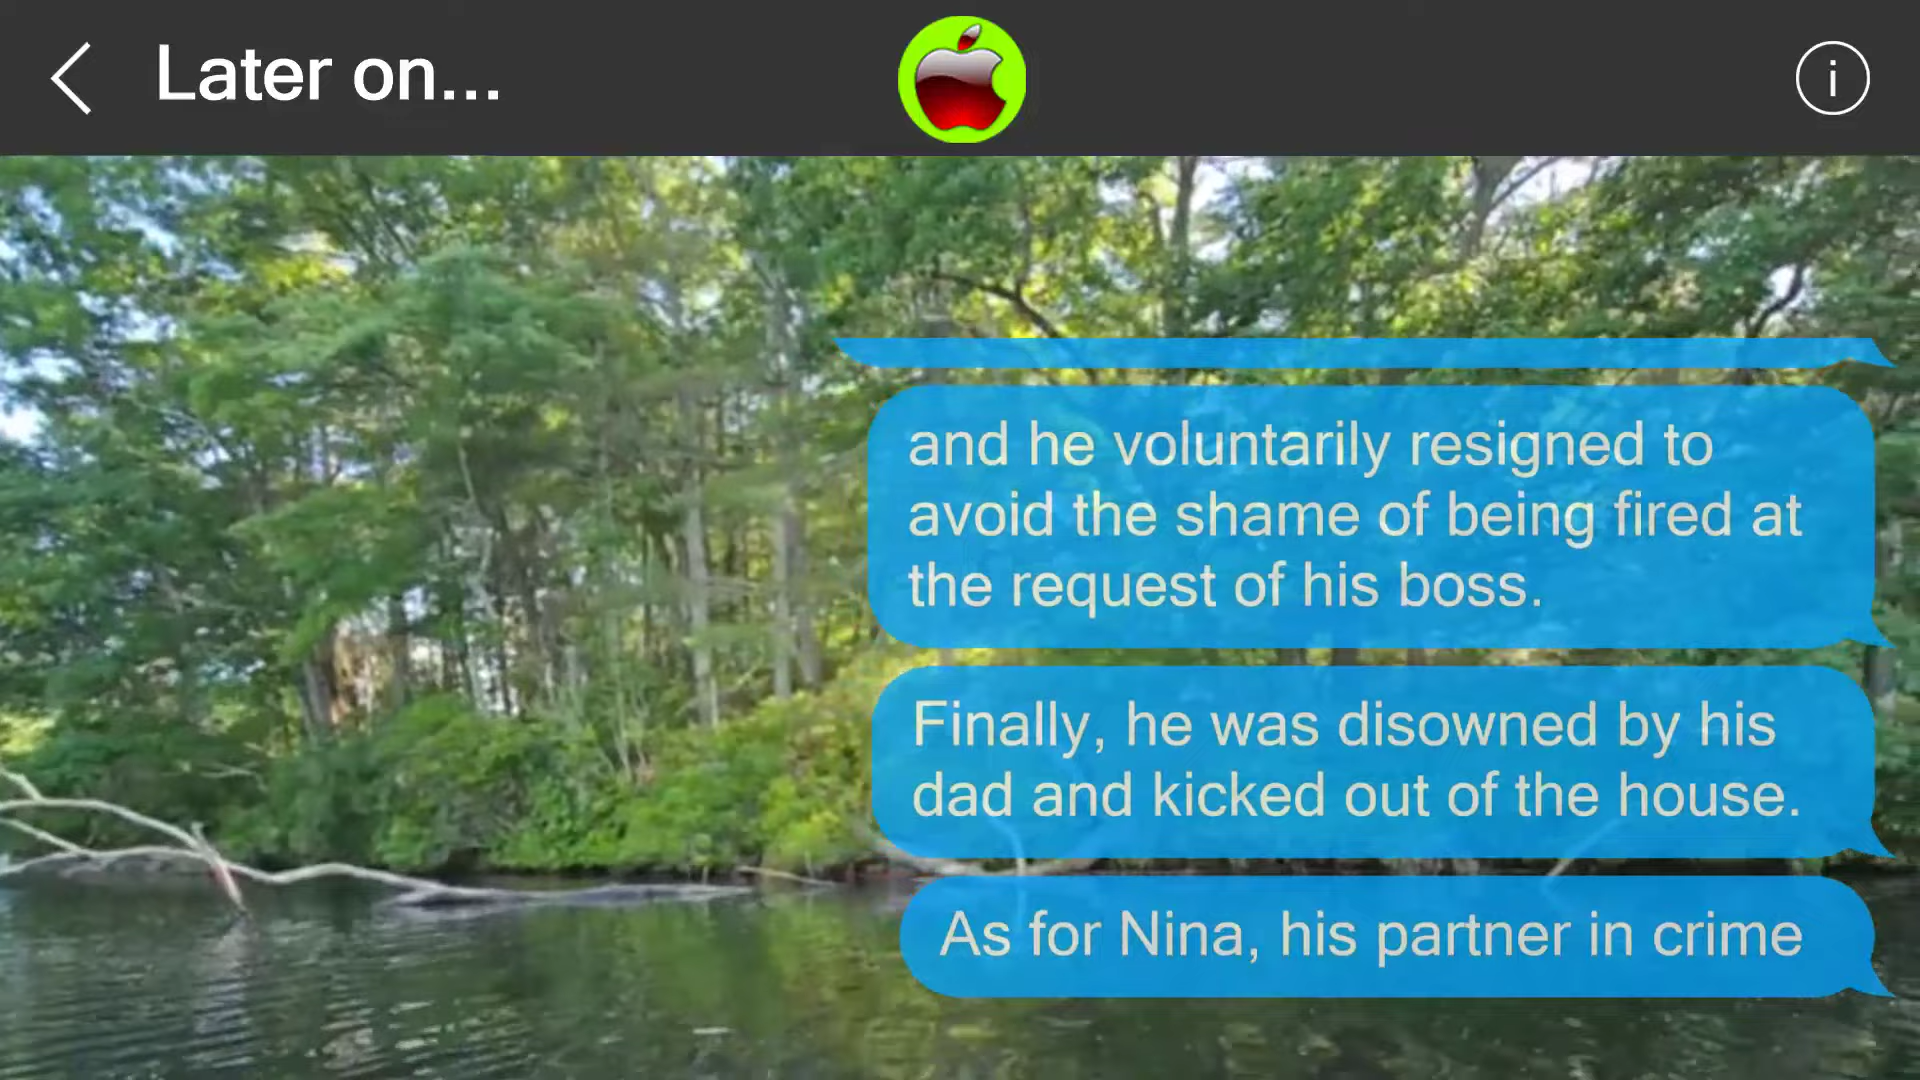 Later on...
i
and he voluntarily resigned to
avoid the shame of being fired at
the request of his boss.
Finally, he was disowned by his
dad and kicked out of the house.
As for Nina, his partner in crime